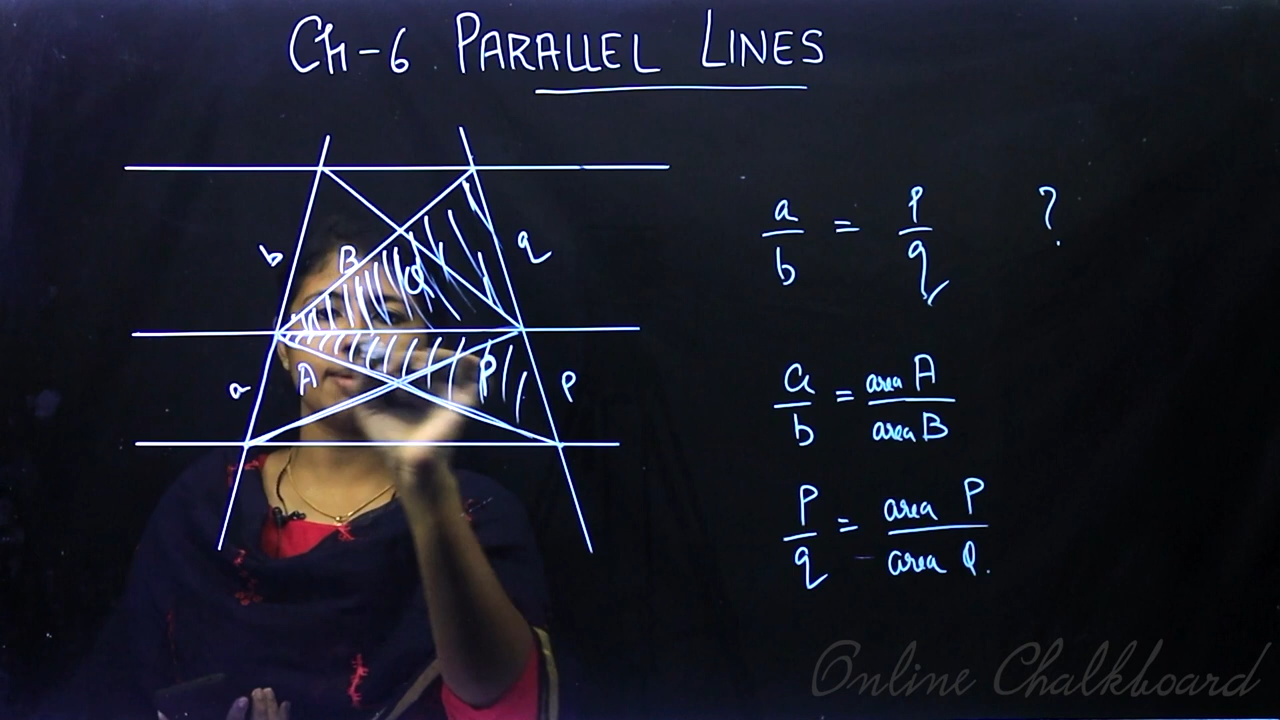 Ch-6 PARALLEL LINES
b
B
Q
q
a
A
P
p
a/b = p/q ?
a/b = area A/area B
p/q = area P/area Q.
Online Chalkboard